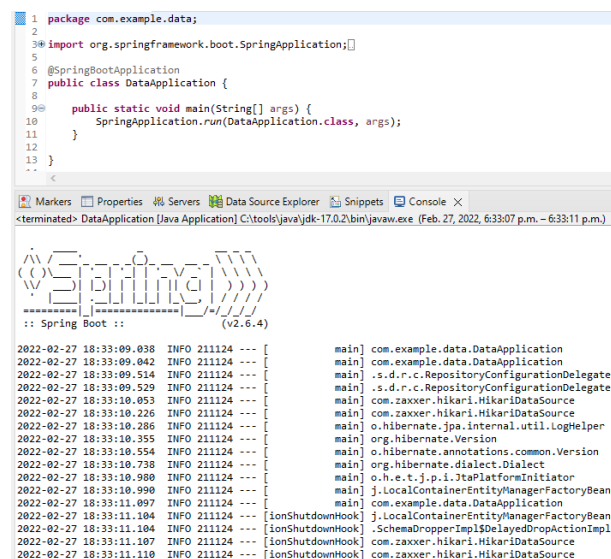 1 package com.example.data;
2
3 import org.springframework.boot.SpringApplication;
5
6 @SpringBootApplication
7 public class DataApplication {
8
9 public static void main(String[] args) {
10 SpringApplication.run(DataApplication.class, args);
11 }
12
13 }
Markers Properties Servers Data Source Explorer Snippets Console
<terminated> DataApplication [Java Application] C:\tools\java\jdk-17.0.2\bin\javaw.exe (Feb. 27, 2022, 6:33:07 p.m. – 6:33:11 p.m.)
Spring
:: Spring Boot :: (v2.6.4)
2022-02-27 18:33:09.038 INFO 211124 --- [ main] com.example.data.DataApplication
2022-02-27 18:33:09.042 INFO 211124 --- [ main] com.example.data.DataApplication
2022-02-27 18:33:09.514 INFO 211124 --- [ main] .s.d.r.c.RepositoryConfigurationDelegate
2022-02-27 18:33:09.529 INFO 211124 --- [ main] .s.d.r.c.RepositoryConfigurationDelegate
2022-02-27 18:33:10.053 INFO 211124 --- [ main] com.zaxxer.hikari.HikariDataSource
2022-02-27 18:33:10.226 INFO 211124 --- [ main] com.zaxxer.hikari.HikariDataSource
2022-02-27 18:33:10.286 INFO 211124 --- [ main] o.hibernate.jpa.internal.util.LogHelper
2022-02-27 18:33:10.355 INFO 211124 --- [ main] org.hibernate.Version
2022-02-27 18:33:10.554 INFO 211124 --- [ main] o.hibernate.annotations.common.Version
2022-02-27 18:33:10.738 INFO 211124 --- [ main] org.hibernate.dialect.Dialect
2022-02-27 18:33:10.980 INFO 211124 --- [ main] o.h.e.t.j.p.i.JtaPlatformInitiator
2022-02-27 18:33:10.990 INFO 211124 --- [ main] j.LocalContainerEntityManagerFactoryBean
2022-02-27 18:33:11.097 INFO 211124 --- [ main] com.example.data.DataApplication
2022-02-27 18:33:11.104 INFO 211124 --- [ionShutdownHook] j.LocalContainerEntityManagerFactoryBean
2022-02-27 18:33:11.104 INFO 211124 --- [ionShutdownHook] .SchemaDropperImpl$DelayedDropActionImpl
2022-02-27 18:33:11.107 INFO 211124 --- [ionShutdownHook] com.zaxxer.hikari.HikariDataSource
2022-02-27 18:33:11.110 INFO 211124 --- [ionShutdownHook] com.zaxxer.hikari.HikariDataSource